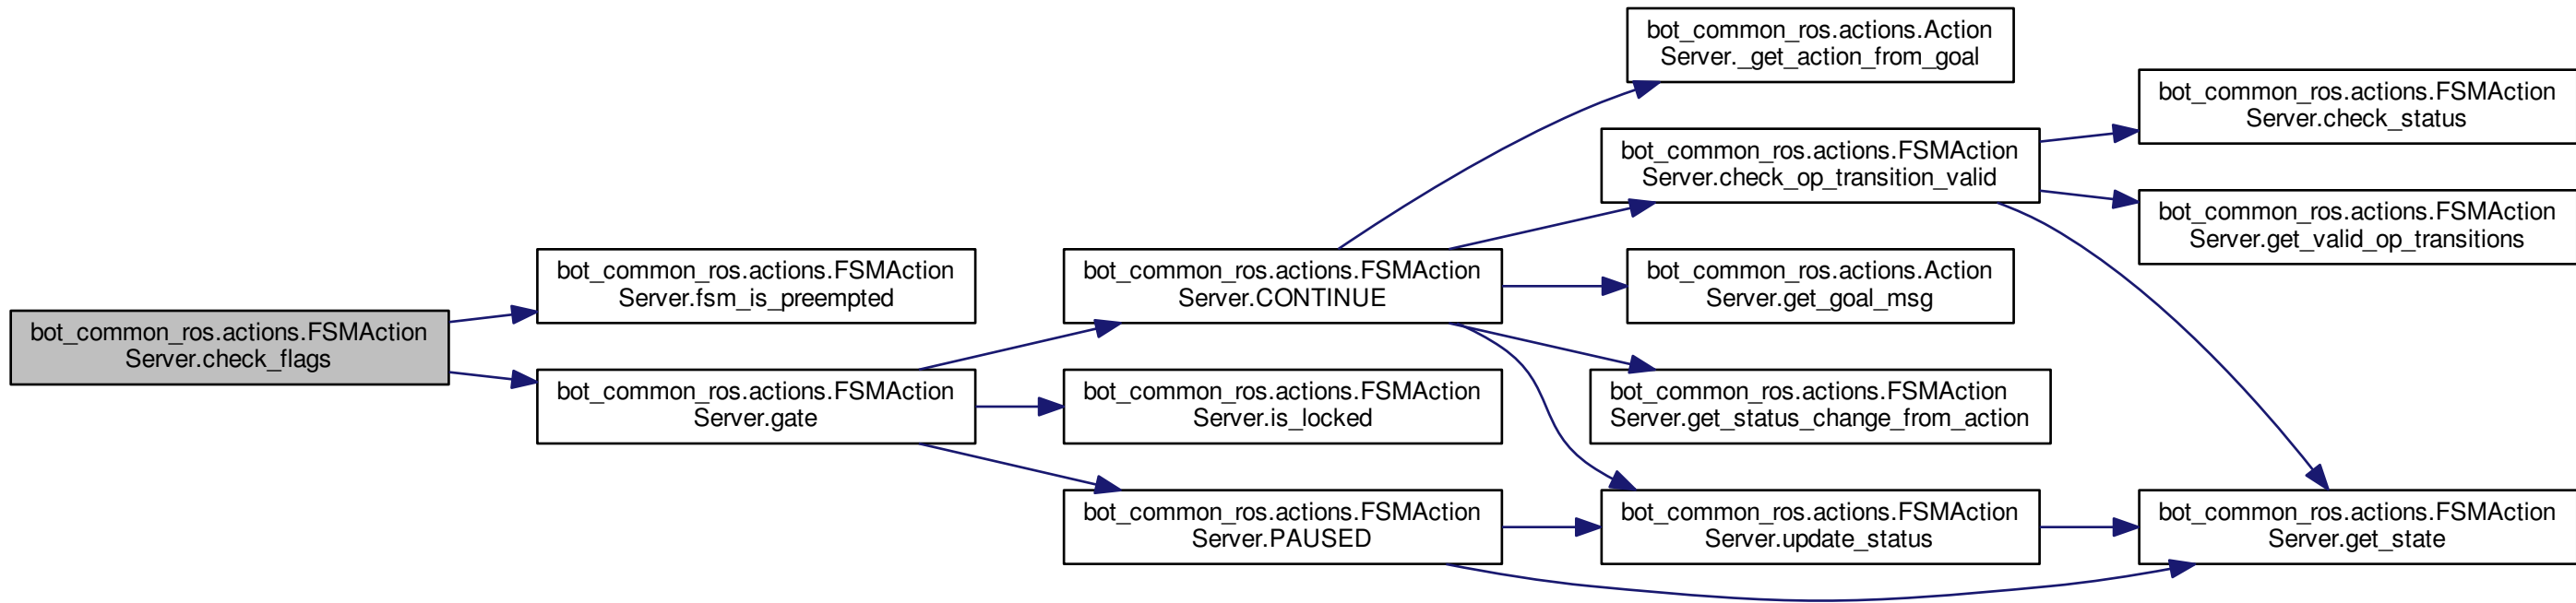 bot_common_ros.actions.FSMAction
Server.check_flags
bot_common_ros.actions.FSMAction
Server.fsm_is_preempted
bot_common_ros.actions.FSMAction
Server.gate
bot_common_ros.actions.FSMAction
Server.CONTINUE
bot_common_ros.actions.FSMAction
Server.is_locked
bot_common_ros.actions.FSMAction
Server.PAUSED
bot_common_ros.actions.Action
Server._get_action_from_goal
bot_common_ros.actions.FSMAction
Server.check_op_transition_valid
bot_common_ros.actions.Action
Server.get_goal_msg
bot_common_ros.actions.FSMAction
Server.get_status_change_from_action
bot_common_ros.actions.FSMAction
Server.update_status
bot_common_ros.actions.FSMAction
Server.check_status
bot_common_ros.actions.FSMAction
Server.get_valid_op_transitions
bot_common_ros.actions.FSMAction
Server.get_state